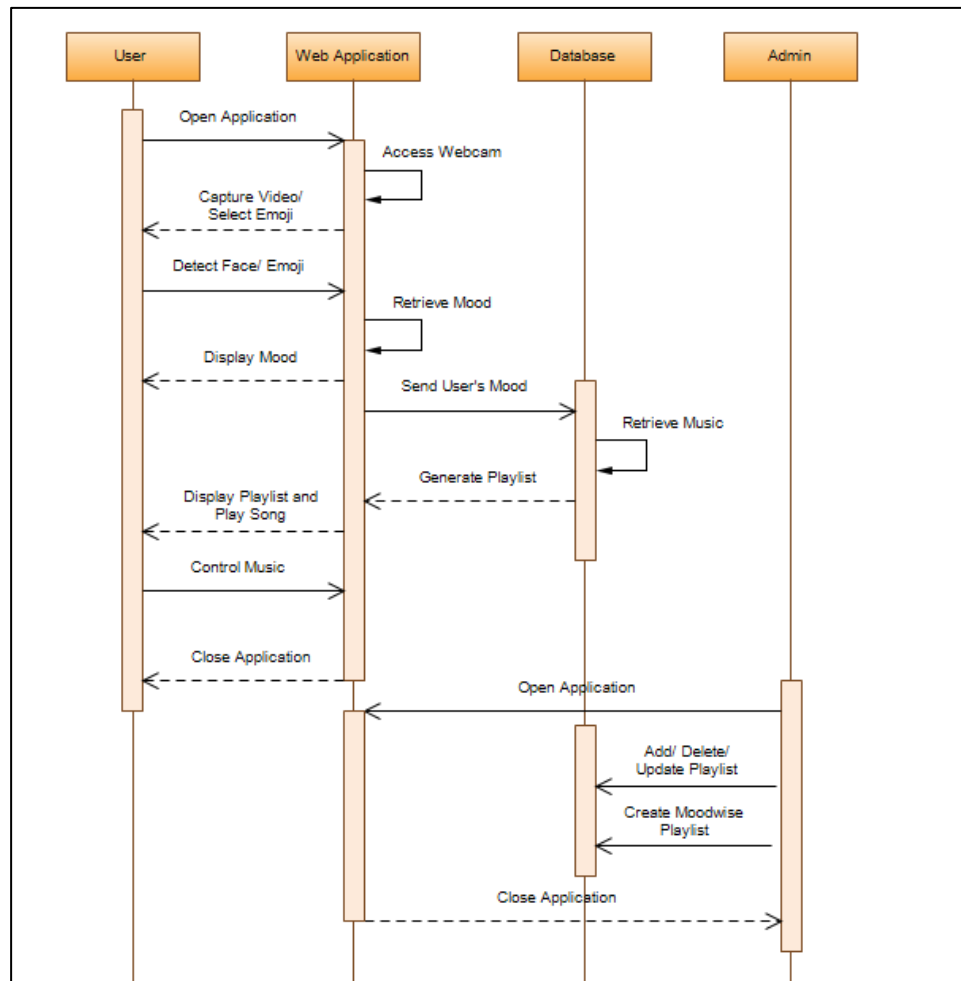 User
Web Application
Database
Admin
Open Application
Access Webcam
Capture Video/
Select Emoji
Detect Face/ Emoji
Retrieve Mood
Display Mood
Send User's Mood
Retrieve Music
Generate Playlist
Display Playlist and
Play Song
Control Music
Close Application
Open Application
Add/ Delete/
Update Playlist
Create Moodwise
Playlist
Close Application